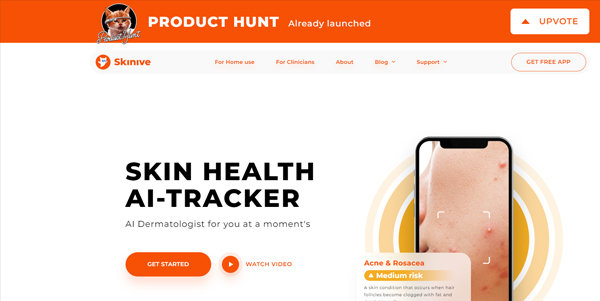 PRODUCT HUNT Already launched
UPVOTE
Product Hunt
Skinive
For Home use For Clinicians About Blog Support
GET FREE APP
SKIN HEALTH
AI-TRACKER
AI Dermatologist for you at a moment's
GET STARTED
WATCH VIDEO
Acne & Rosacea
Medium risk
A skin condition that occurs when hair
follicles become clogged with fat and